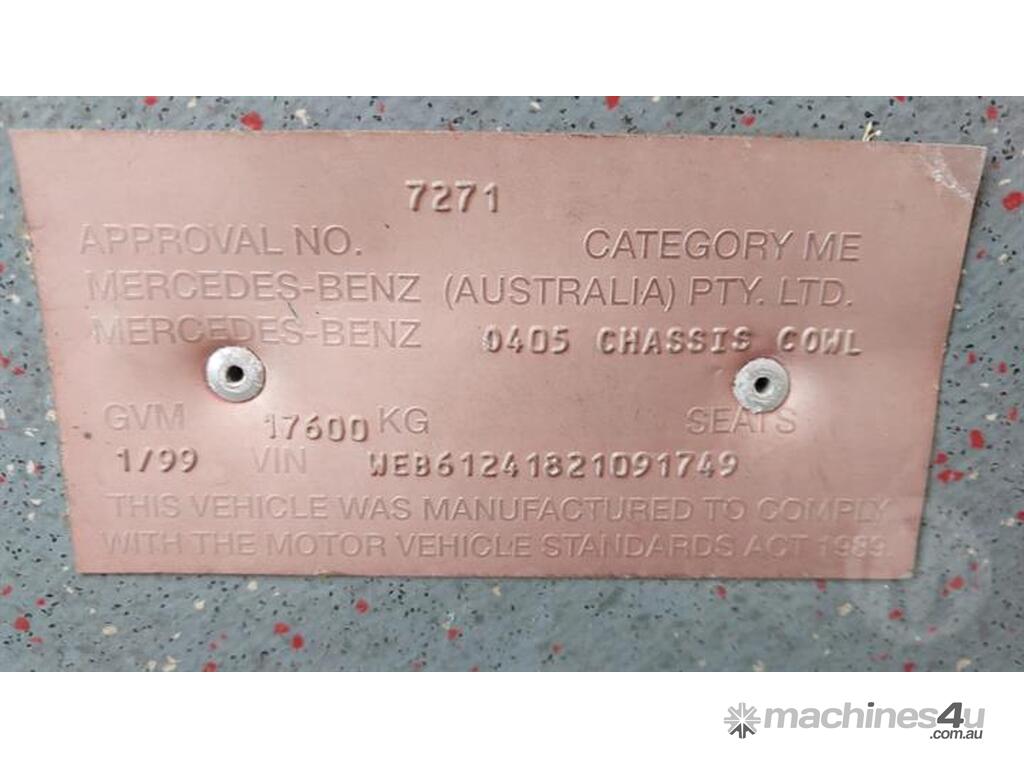 7271
APPROVAL NO. CATEGORY ME
MERCEDES-BENZ (AUSTRALIA) PTY. LTD.
MERCEDES-BENZ 0405 CHASSIS COWL
GVM 17600 KG SEATS
1/99 VIN WEB61241821091749
THIS VEHICLE WAS MANUFACTURED TO COMPLY
WITH THE MOTOR VEHICLE STANDARDS ACT 1989.
machines4u
.com.au